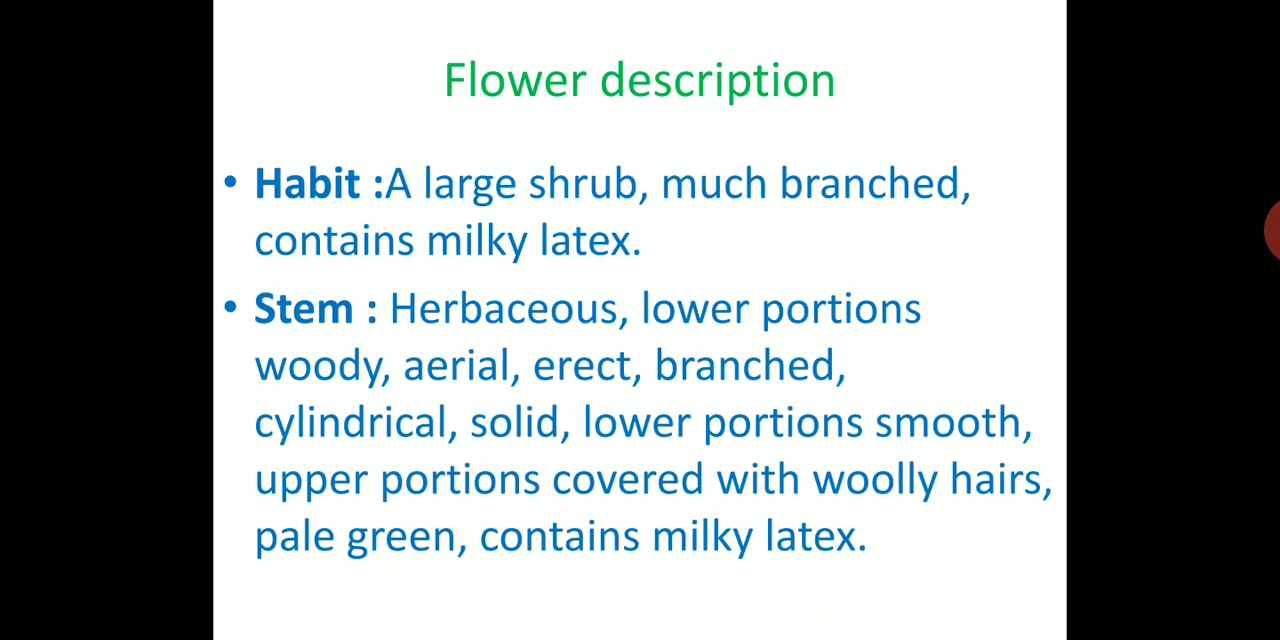 Flower description
• Habit :A large shrub, much branched,
contains milky latex.
• Stem : Herbaceous, lower portions
woody, aerial, erect, branched,
cylindrical, solid, lower portions smooth,
upper portions covered with woolly hairs,
pale green, contains milky latex.